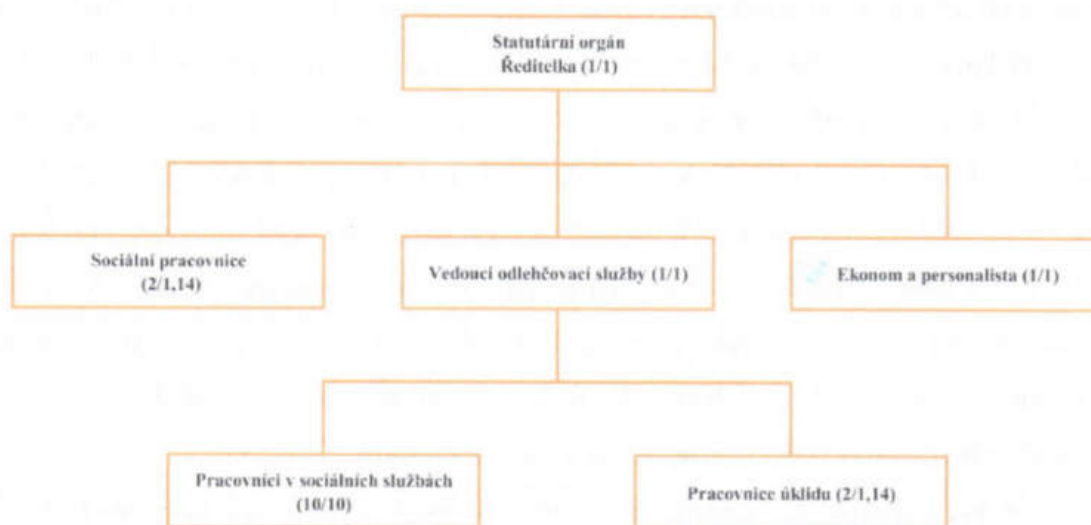 Statutární orgán
Ředitelka (1/1)
Sociální pracovnice
(2/1,14)
Vedoucí odlehčovací služby (1/1)
Ekonom a personalista (1/1)
Pracovníci v sociálních službách
(10/10)
Pracovnice úklidu (2/1,14)